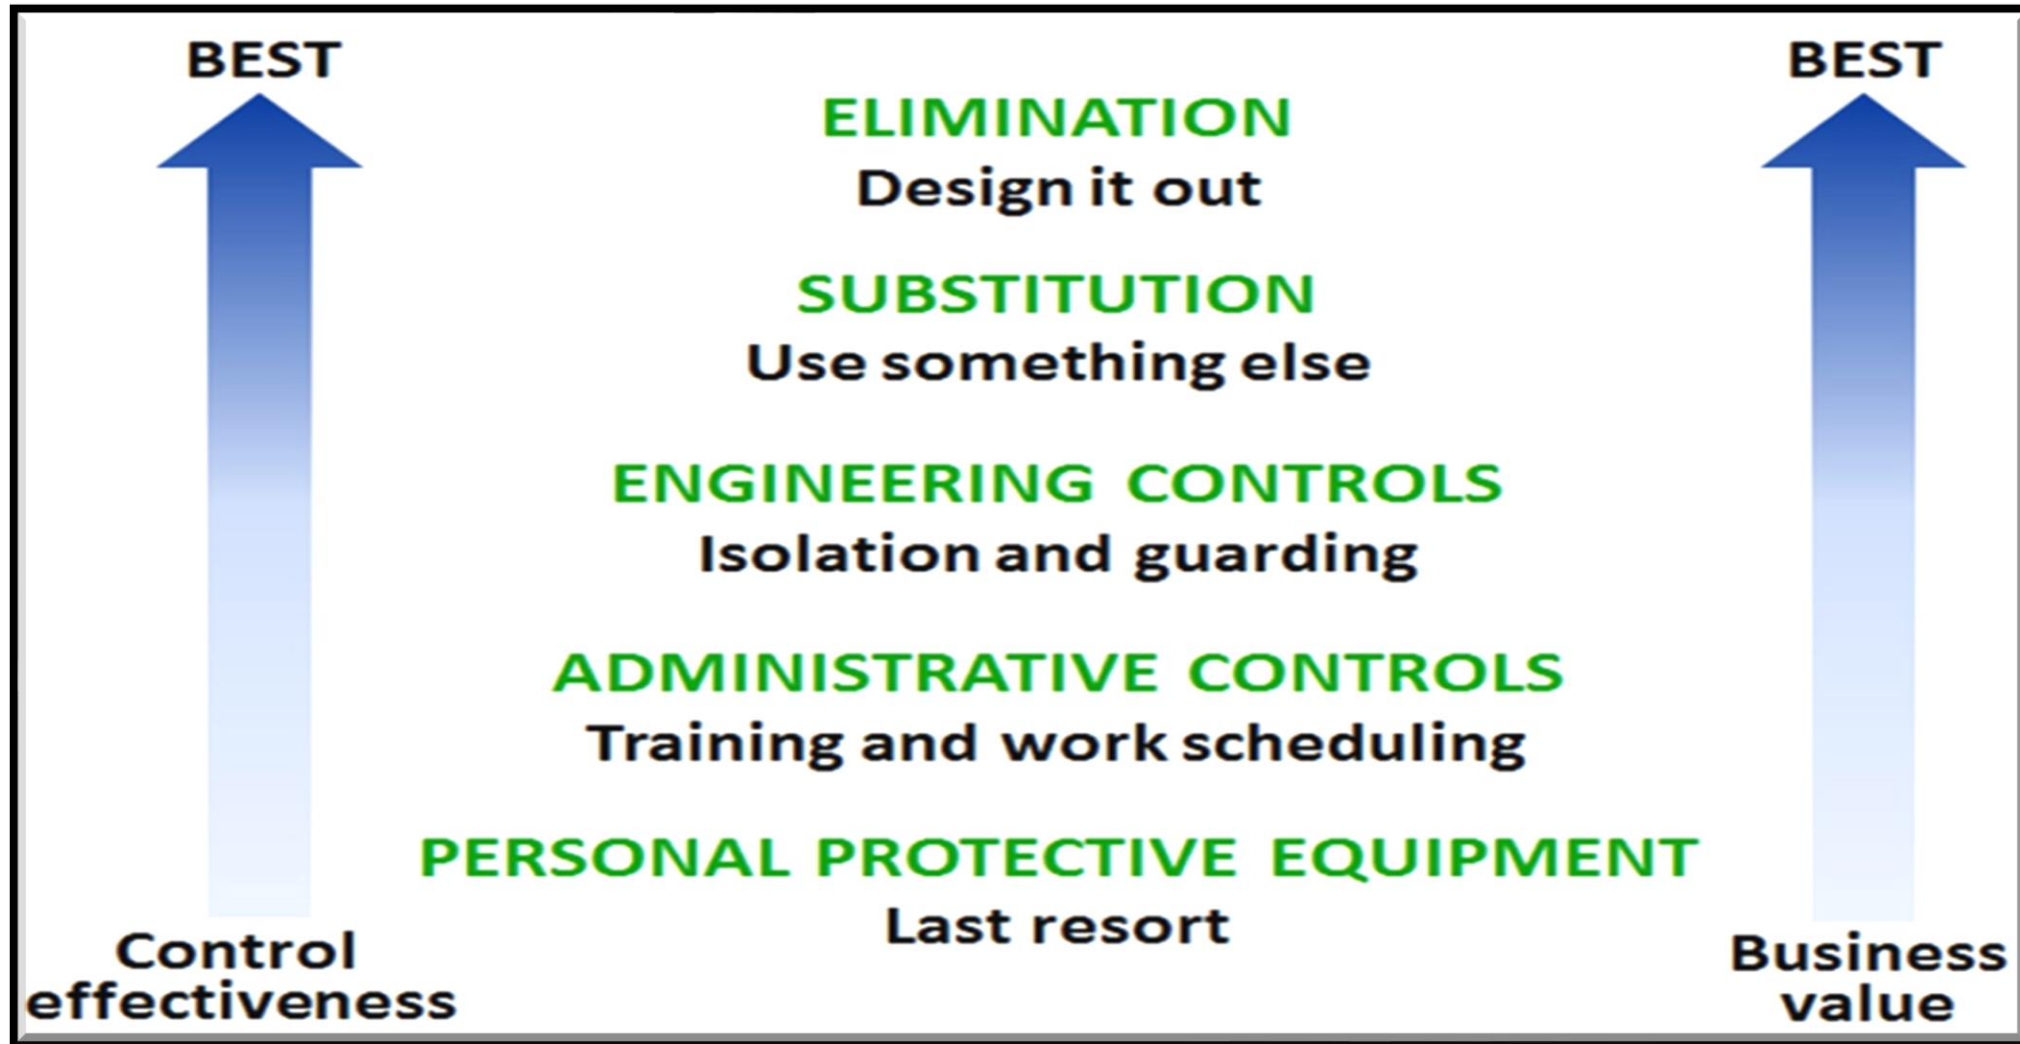 BEST
BEST
ELIMINATION
Design it out
SUBSTITUTION
Use something else
ENGINEERING CONTROLS
Isolation and guarding
ADMINISTRATIVE CONTROLS
Training and work scheduling
PERSONAL PROTECTIVE EQUIPMENT
Last resort
Control
effectiveness
Business
value